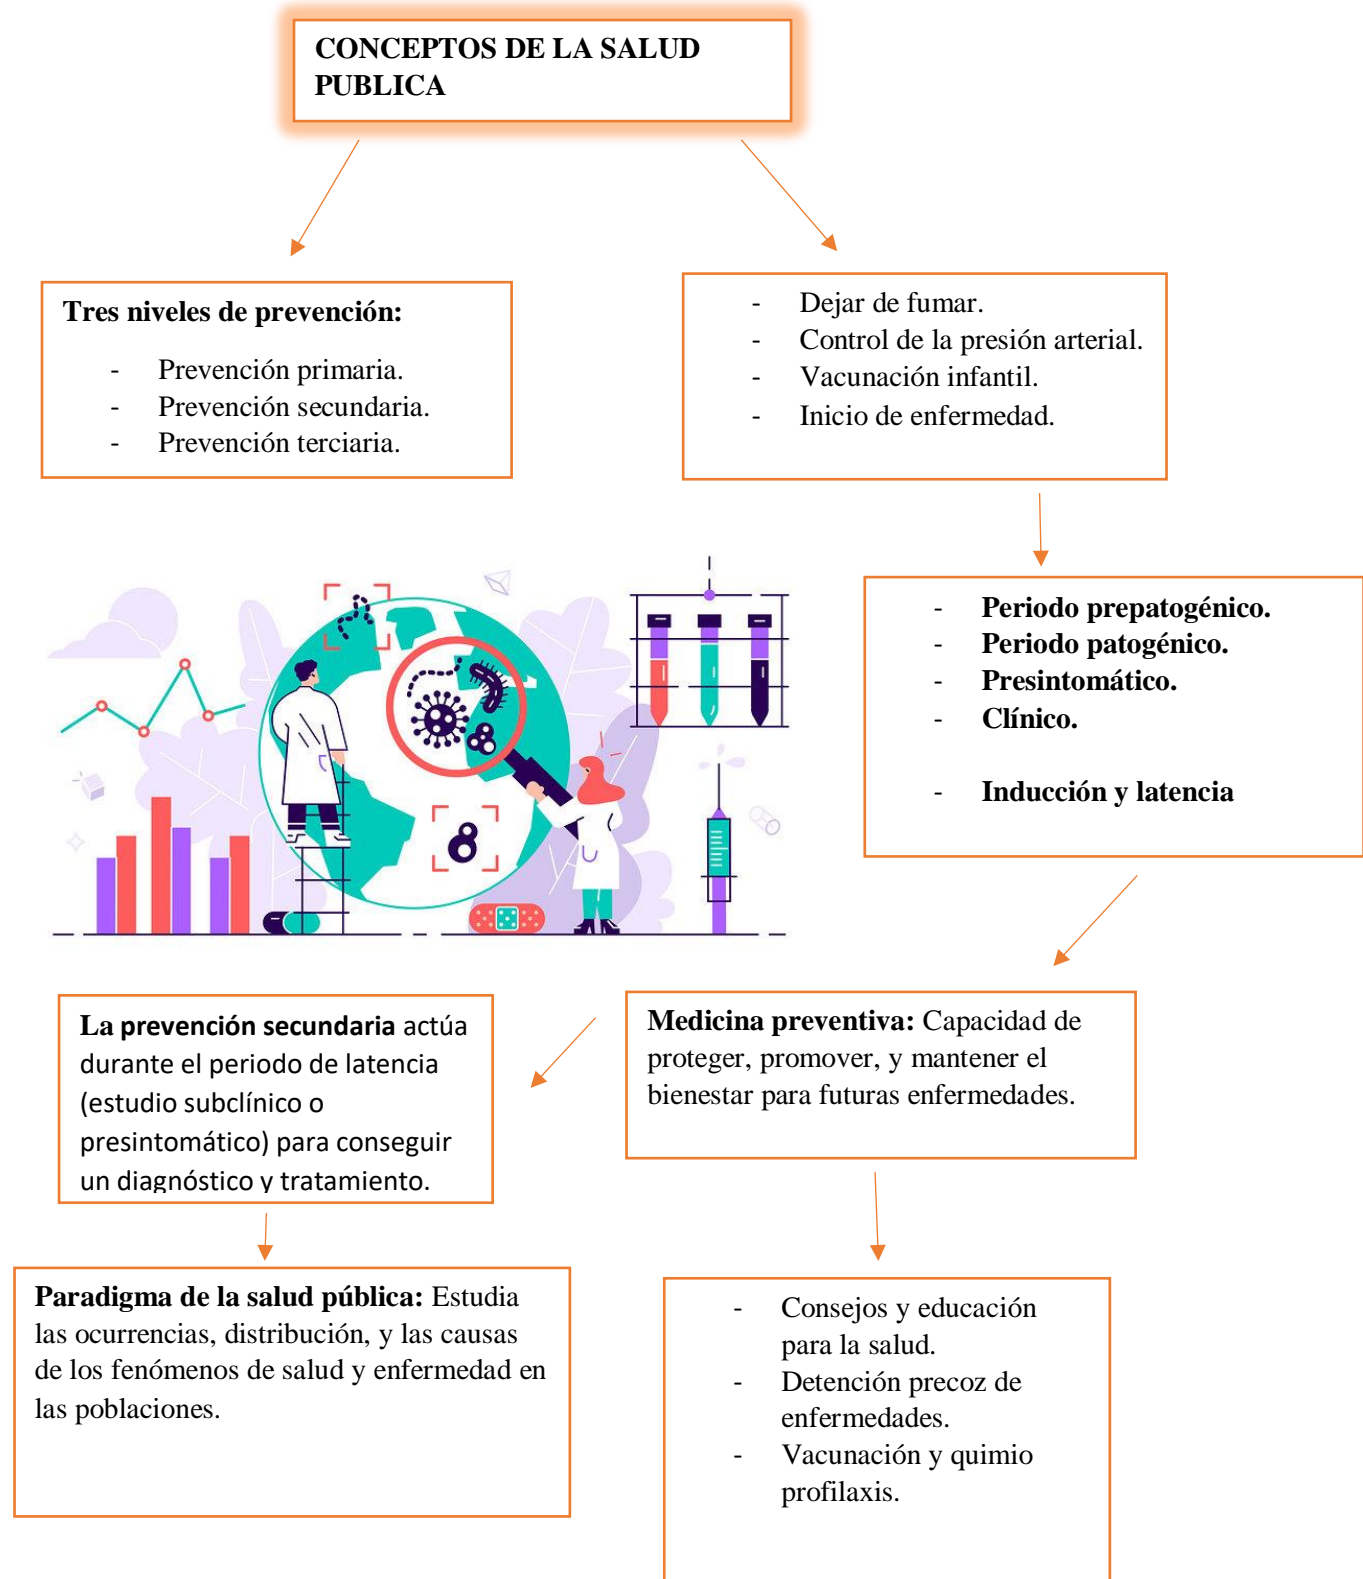 CONCEPTOS DE LA SALUD
PUBLICA
Tres niveles de prevención:
- Prevención primaria.
- Prevención secundaria.
- Prevención terciaria.
- Dejar de fumar.
- Control de la presión arterial.
- Vacunación infantil.
- Inicio de enfermedad.
- Periodo prepatogénico.
- Periodo patogénico.
- Presintomático.
- Clínico.
- Inducción y latencia
La prevención secundaria actúa
durante el periodo de latencia
(estudio subclínico o
presintomático) para conseguir
un diagnóstico y tratamiento.
Medicina preventiva: Capacidad de
proteger, promover, y mantener el
bienestar para futuras enfermedades.
Paradigma de la salud pública: Estudia
las ocurrencias, distribución, y las causas
de los fenómenos de salud y enfermedad en
las poblaciones.
- Consejos y educación
para la salud.
- Detención precoz de
enfermedades.
- Vacunación y quimio
profilaxis.